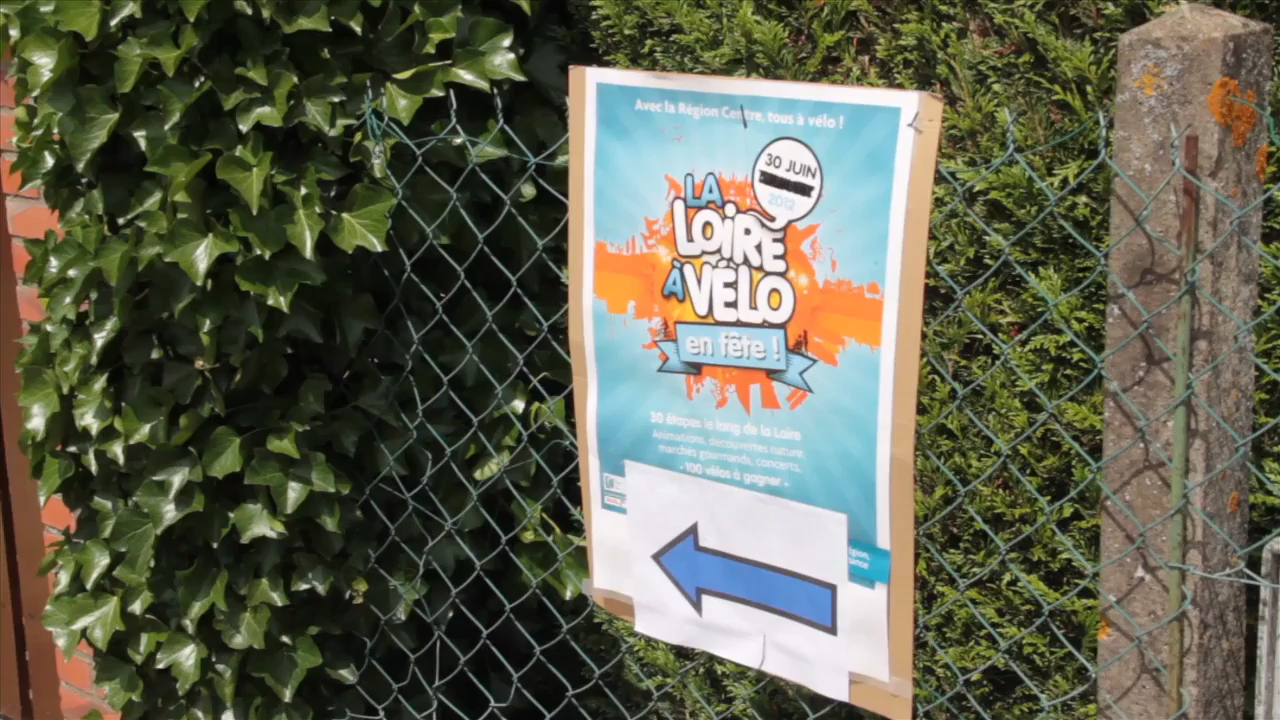 Avec la Région Centre, tous à vélo !
30 JUIN
2012
LA
LOIRE
À VÉLO
en fête !
30 étapes le long de la Loire
Animations, découvertes nature,
marchés gourmands, concerts,
- 100 vélos à gagner -